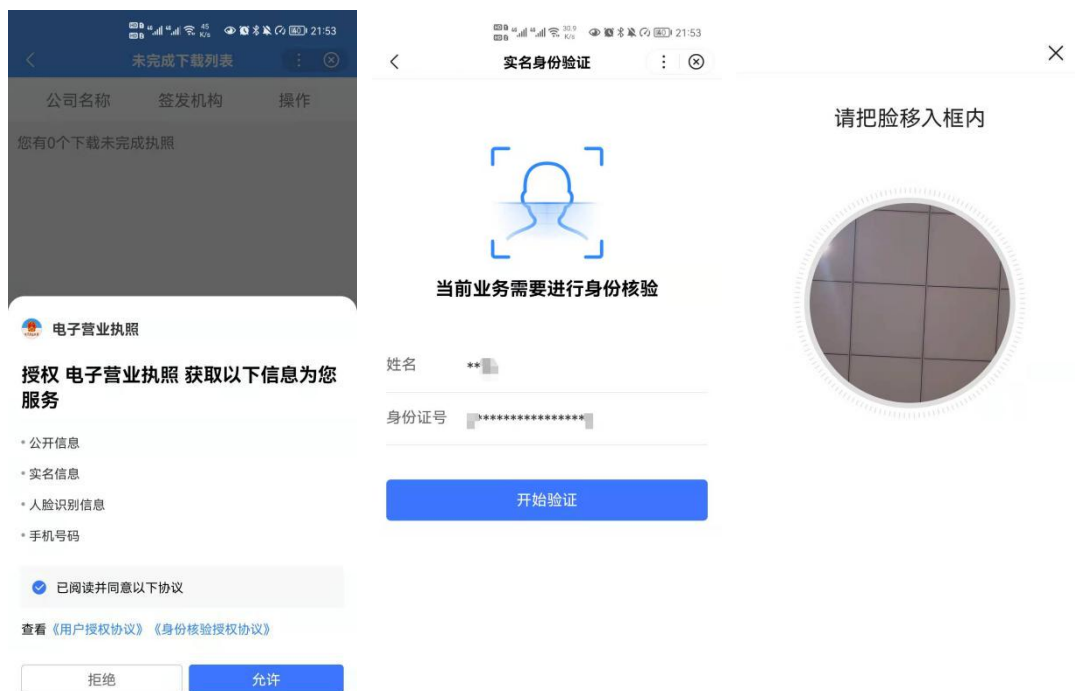 45
K/s
40
21:53
未完成下载列表
公司名称 签发机构 操作
您有0个下载未完成执照
电子营业执照
授权 电子营业执照 获取以下信息为您
服务
• 公开信息
• 实名信息
• 人脸识别信息
• 手机号码
已阅读并同意以下协议
查看《用户授权协议》《身份核验授权协议》
拒绝 允许
30.9
K/s
40
21:53
实名身份验证
当前业务需要进行身份核验
姓名 **
身份证号 ****************
开始验证
请把脸移入框内